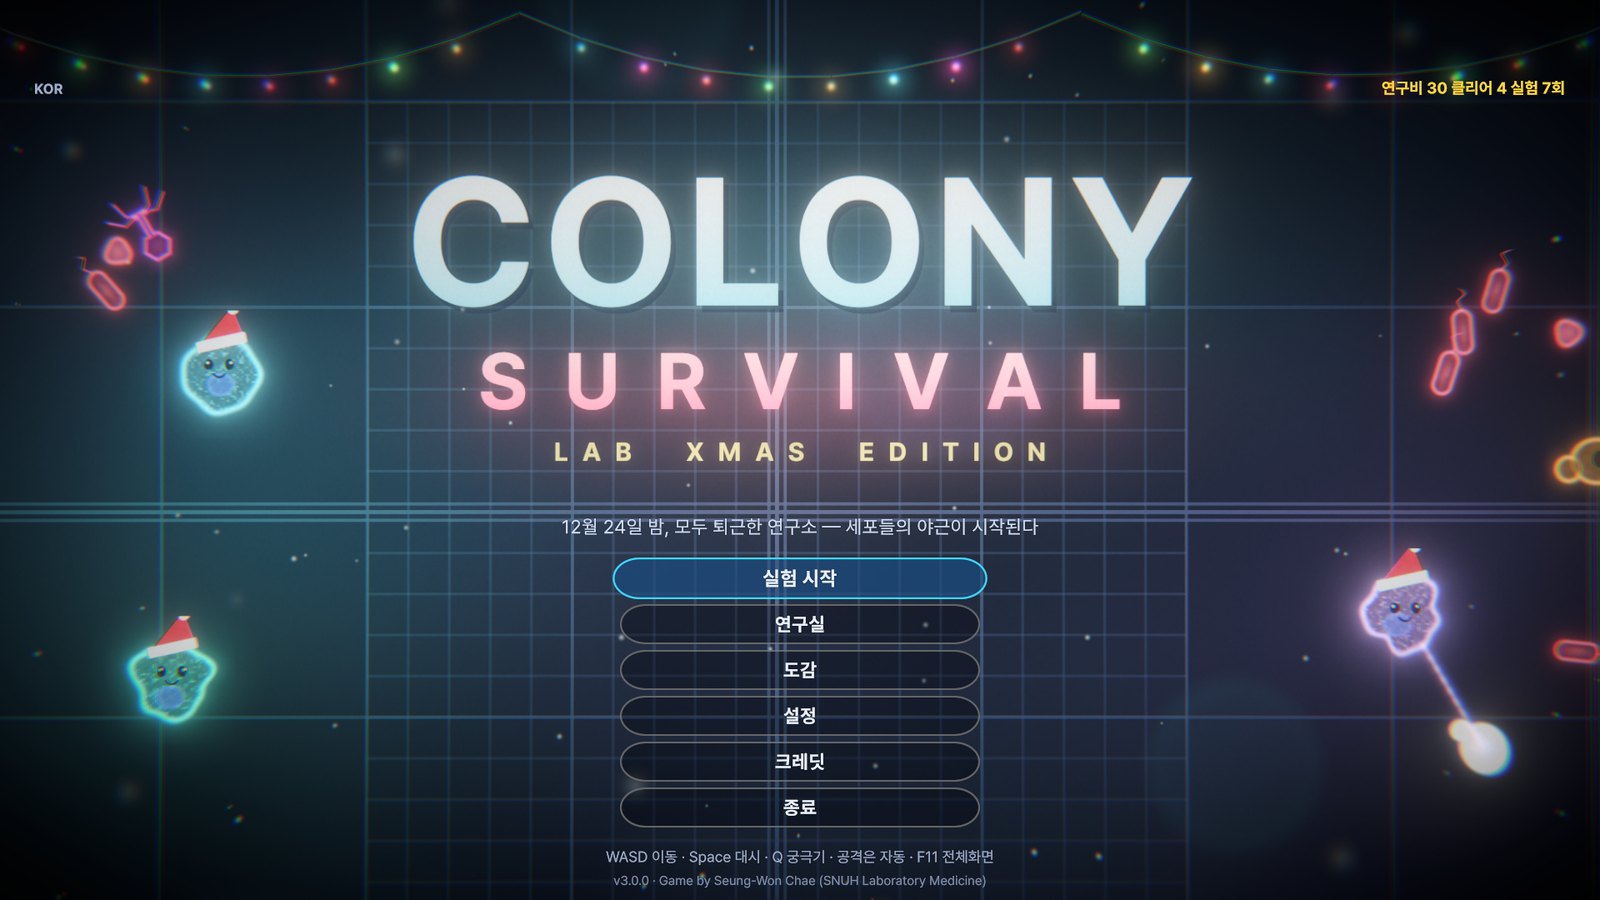 KOR
연구비 30 클리어 4 실험 7회
COLONY
SURVIVAL
LAB XMAS EDITION
12월 24일 밤, 모두 퇴근한 연구소 — 세포들의 야근이 시작된다
실험 시작
연구실
도감
설정
크레딧
종료
WASD 이동 · Space 대시 · Q 궁극기 · 공격은 자동 · F11 전체화면
v3.0.0 · Game by Seung-Won Chae (SNUH Laboratory Medicine)